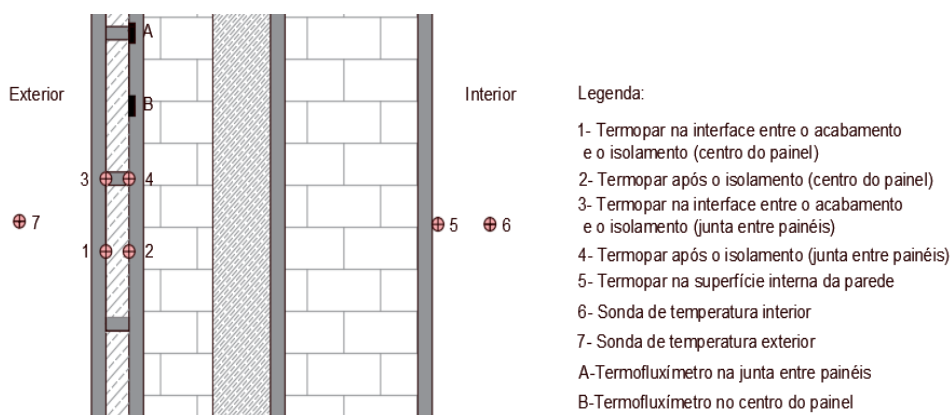 A
Exterior
Interior
B
3
4
7
5
6
1
2
Legenda:
1- Termopar na interface entre o acabamento
e o isolamento (centro do painel)
2- Termopar após o isolamento (centro do painel)
3- Termopar na interface entre o acabamento
e o isolamento (junta entre painéis)
4- Termopar após o isolamento (junta entre painéis)
5- Termopar na superfície interna da parede
6- Sonda de temperatura interior
7- Sonda de temperatura exterior
A-Termofluxímetro na junta entre painéis
B-Termofluxímetro no centro do painel